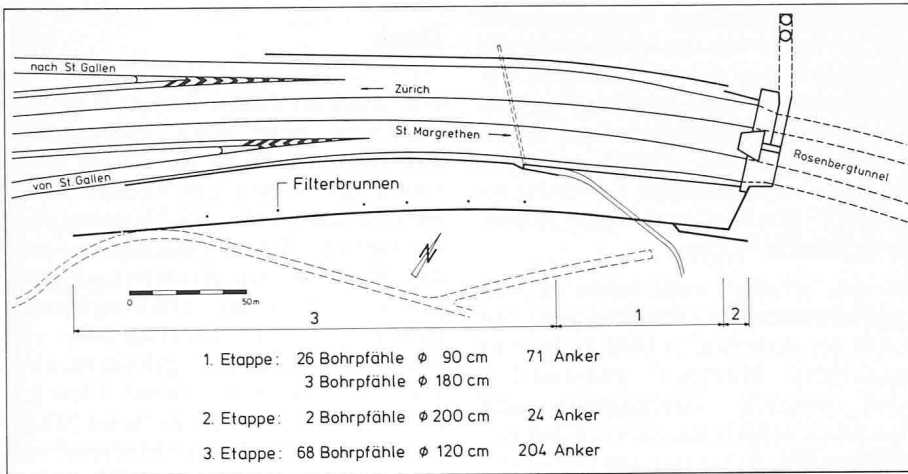 nach St. Gallen
← Zürich
St. Margrethen →
Rosenbergtunnel
von St. Gallen
Filterbrunnen
N
0 50 m
3 1 2
1. Etappe: 26 Bohrpfähle ϕ 90 cm 71 Anker
3 Bohrpfähle ϕ 180 cm
2. Etappe: 2 Bohrpfähle ϕ 200 cm 24 Anker
3. Etappe: 68 Bohrpfähle ϕ 120 cm 204 Anker